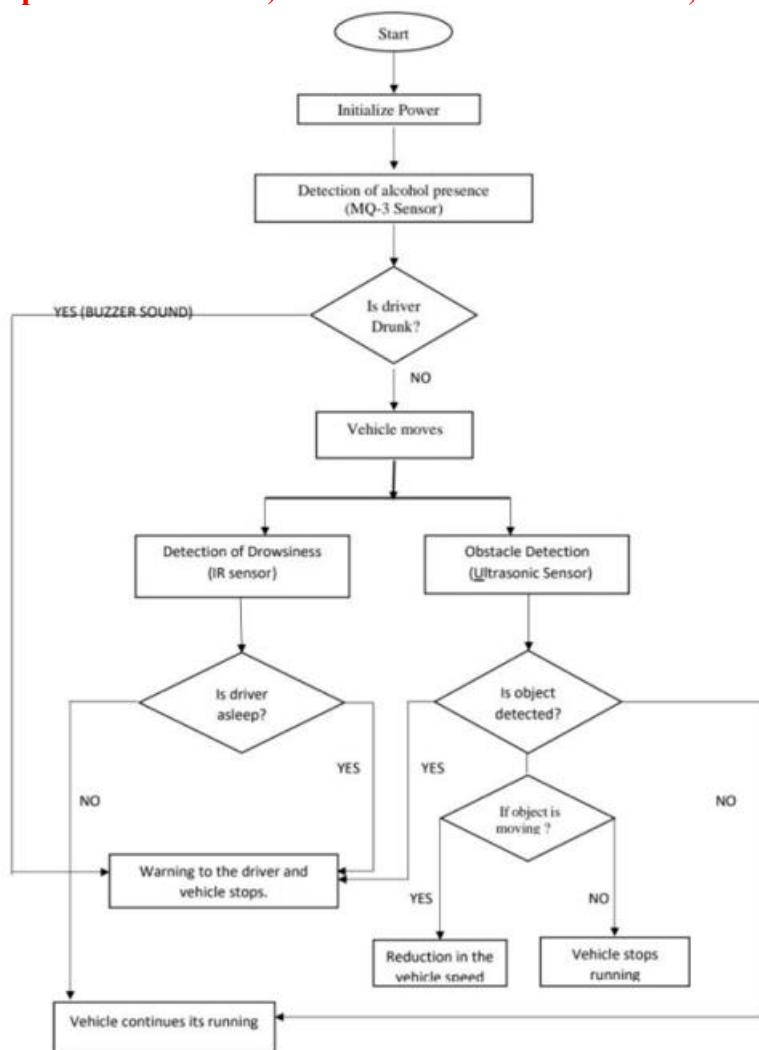 Start
Initialize Power
Detection of alcohol presence
(MQ-3 Sensor)
YES (BUZZER SOUND)
Is driver
Drunk?
NO
Vehicle moves
Detection of Drowsiness
(IR sensor)
Obstacle Detection
(Ultrasonic Sensor)
Is driver
asleep?
Is object
detected?
YES
YES
NO
NO
If object is
moving ?
Warning to the driver and
vehicle stops.
YES
NO
Reduction in the
vehicle speed
Vehicle stops
running
Vehicle continues its running